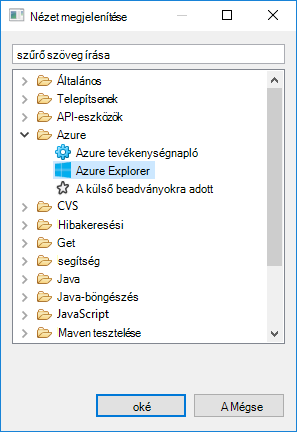 Nézet megjelenítése
szűrő szöveg írása
Általános
Telepítsenek
API-eszközök
Azure
Azure tevékenységnapló
Azure Explorer
A külső beadványokra adott
CVS
Hibakeresési
Get
segítség
Java
Java-böngészés
JavaScript
Maven tesztelése
oké
A Mégse